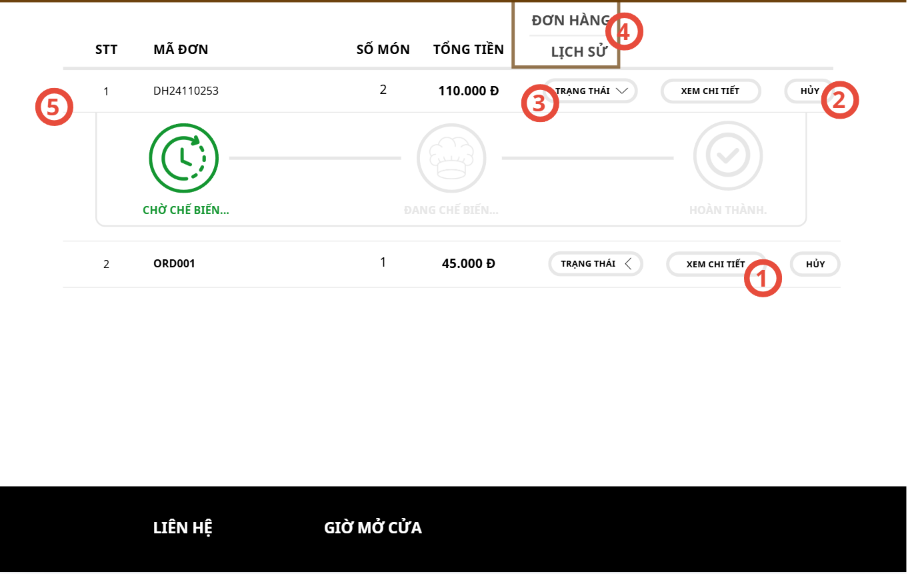 ĐƠN HÀNG
4
LỊCH SỬ
STT MÃ ĐƠN SỐ MÓN TỔNG TIỀN
1 DH24110253 2 110.000 Đ TRẠNG THÁI XEM CHI TIẾT HỦY
5 3 2
CHỜ CHẾ BIẾN... ĐANG CHẾ BIẾN... HOÀN THÀNH.
2 ORD001 1 45.000 Đ TRẠNG THÁI XEM CHI TIẾT HỦY
1
LIÊN HỆ GIỜ MỞ CỬA